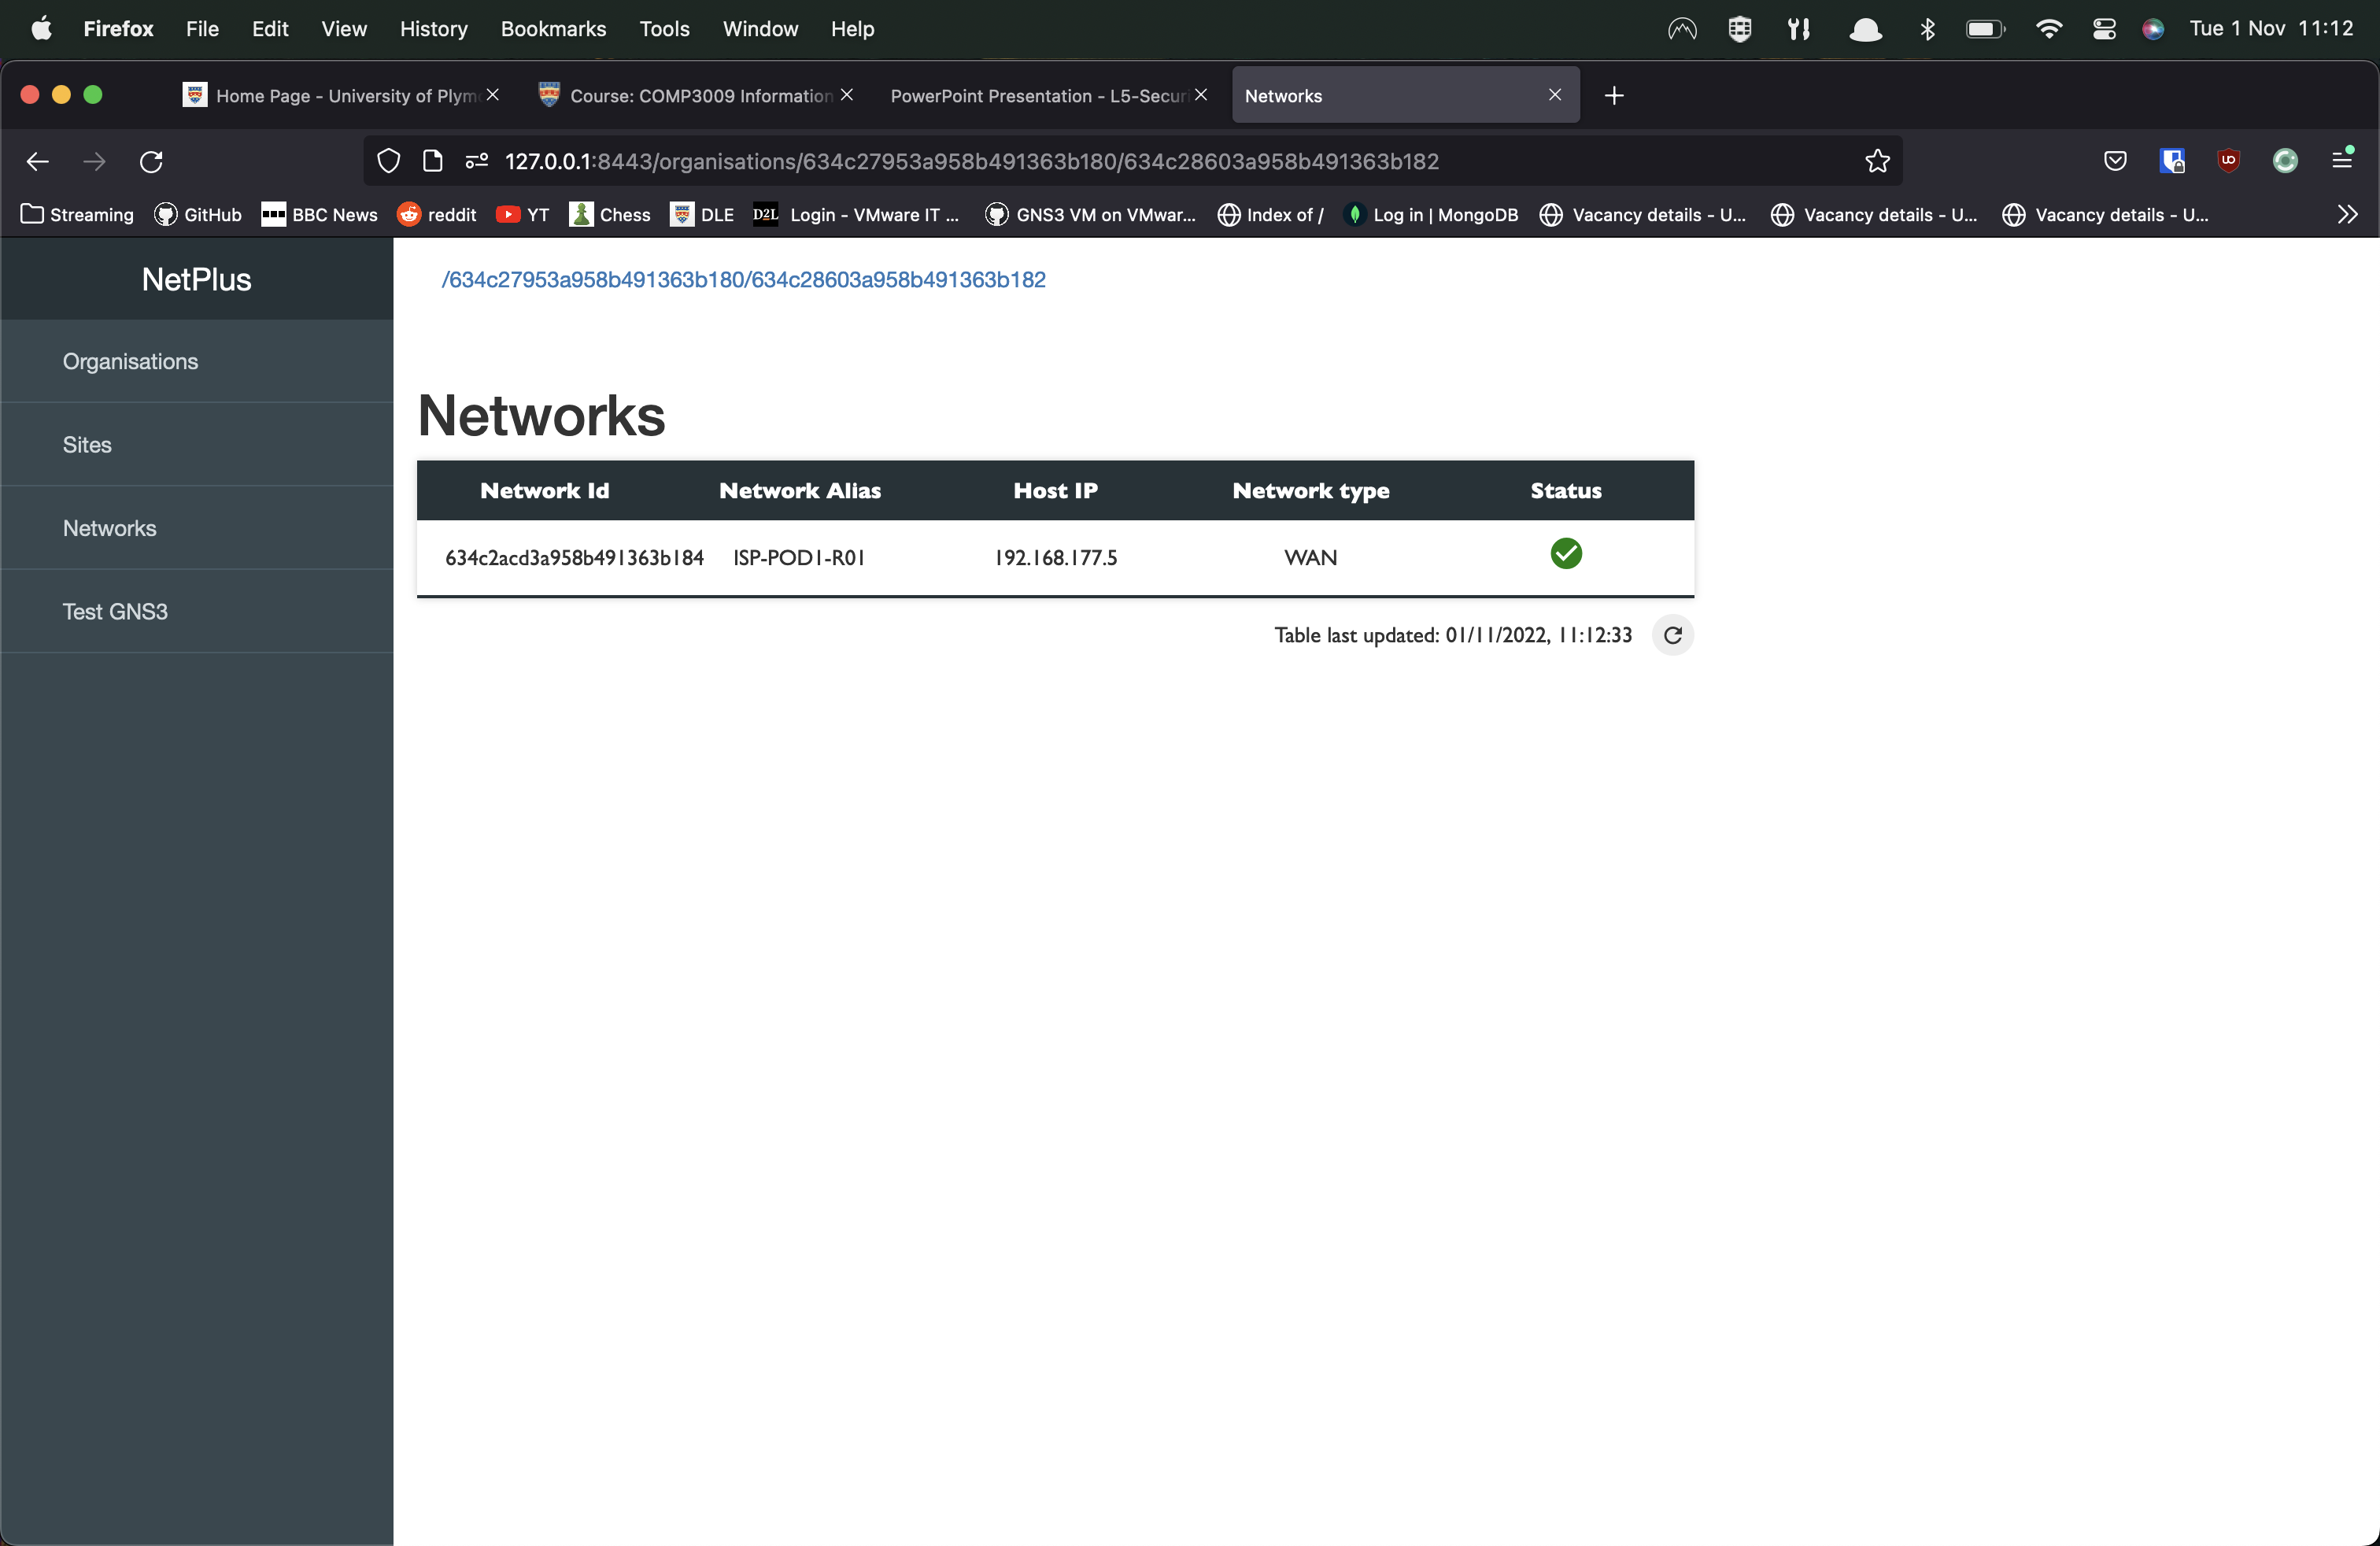 Firefox File Edit View History Bookmarks Tools Window Help Tue 1 Nov 11:12
Home Page - University of Plym Course: COMP3009 Information PowerPoint Presentation - L5-Secur Networks
127.0.0.1:8443/organisations/634c27953a958b491363b180/634c28603a958b491363b182
Streaming GitHub BBC News reddit YT Chess DLE D2L Login - VMware IT ... GNS3 VM on VMwar... Index of / Log in | MongoDB Vacancy details - U... Vacancy details - U... Vacancy details - U...
NetPlus
Organisations
Sites
Networks
Test GNS3
/634c27953a958b491363b180/634c28603a958b491363b182
Networks
Network Id Network Alias Host IP Network type Status
634c2acd3a958b491363b184 ISP-POD1-R01 192.168.177.5 WAN
Table last updated: 01/11/2022, 11:12:33